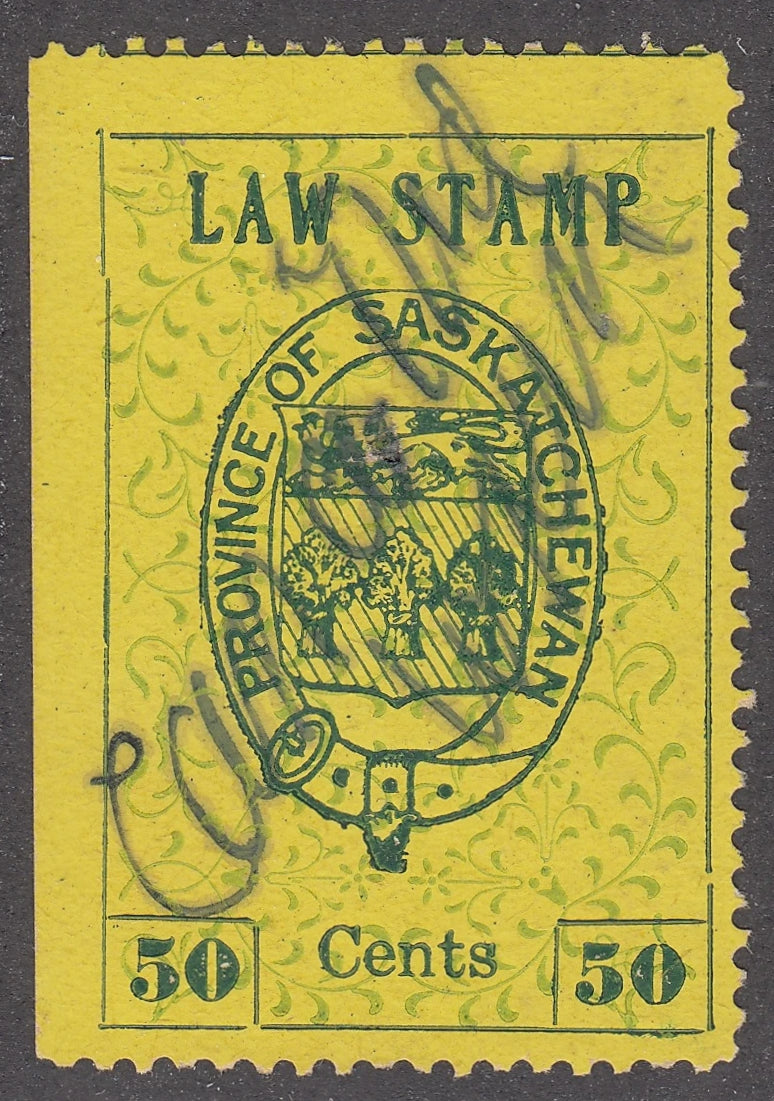 LAW STAMP
PROVINCE OF SASKATCHEWAN
50 Cents 50